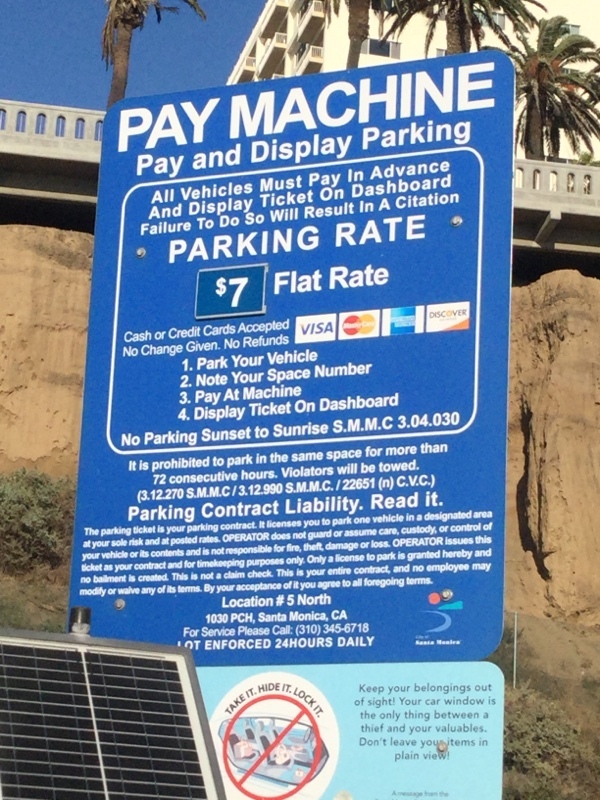 PAY MACHINE
Pay and Display Parking
All Vehicles Must Pay In Advance
And Display Ticket On Dashboard
Failure To Do So Will Result In A Citation
PARKING RATE
$7 Flat Rate
Cash or Credit Cards Accepted
No Change Given. No Refunds
VISA MasterCard AMERICAN EXPRESS DISCOVER
1. Park Your Vehicle
2. Note Your Space Number
3. Pay At Machine
4. Display Ticket On Dashboard
No Parking Sunset to Sunrise S.M.M.C 3.04.030
It is prohibited to park in the same space for more than
72 consecutive hours. Violators will be towed.
(3.12.270 S.M.M.C / 3.12.990 S.M.M.C. / 22651 (n) C.V.C.)
Parking Contract Liability. Read it.
The parking ticket is your parking contract. It licenses you to park one vehicle in a designated area
at your sole risk and at posted rates. OPERATOR does not guard or assume care, custody, or control of
your vehicle or its contents and is not responsible for fire, theft, damage or loss. OPERATOR issues this
ticket as your contract and for timekeeping purposes only. Only a license to park is granted hereby and
no bailment is created. This is not a claim check. This is your entire contract, and no employee may
modify or waive any of its terms. By your acceptance of it you agree to all foregoing terms.
Location # 5 North
1030 PCH, Santa Monica, CA
For Service Please Call: (310) 345-6718
LOT ENFORCED 24HOURS DAILY
City of
Santa Monica
TAKE IT. HIDE IT. LOCK IT.
Keep your belongings out
of sight! Your car window is
the only thing between a
thief and your valuables.
Don't leave your items in
plain view!
A message from the